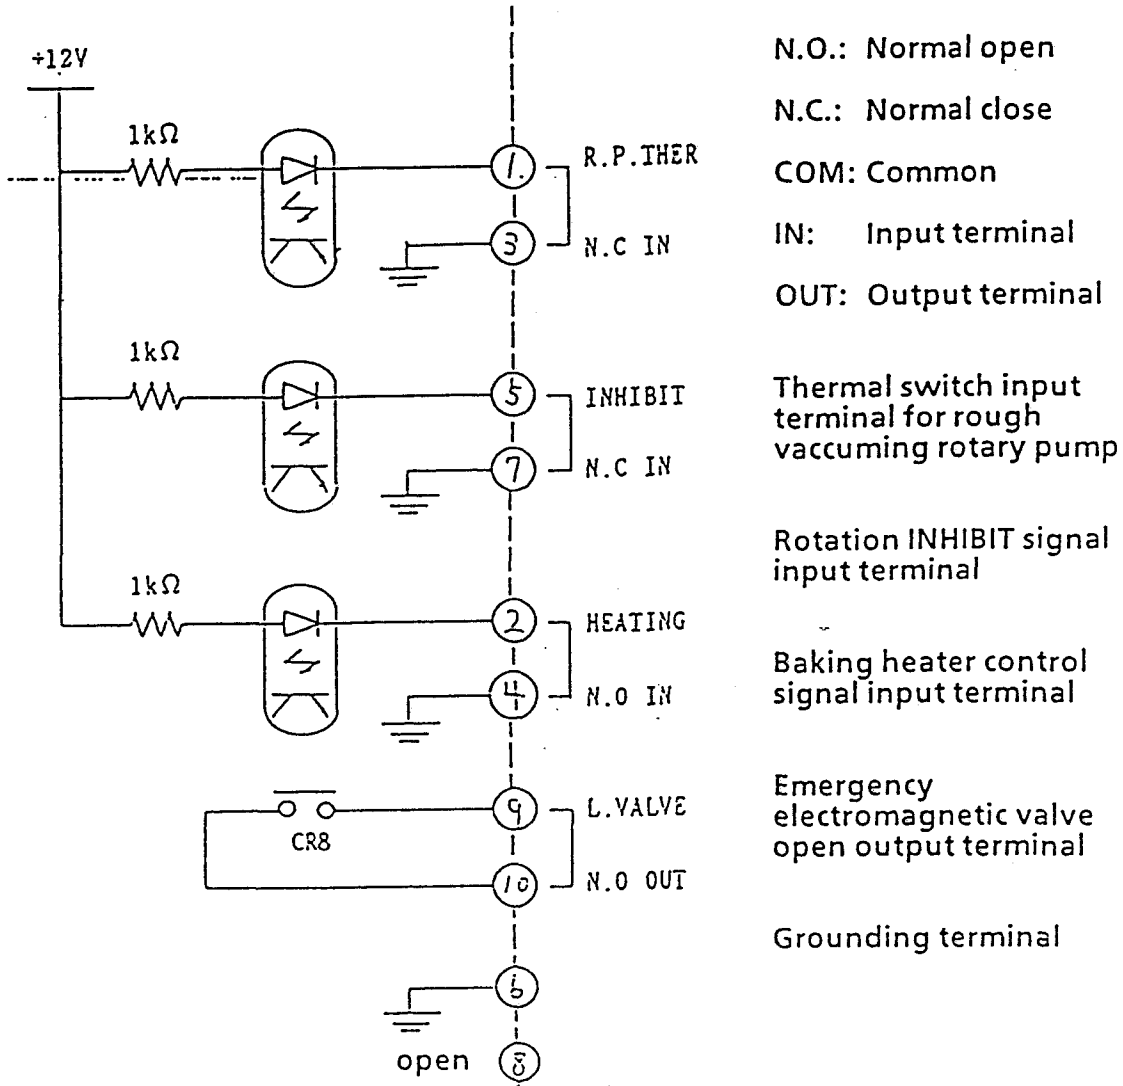 +12V
1kΩ
1.
R.P.THER
3
N.C IN
1kΩ
5
INHIBIT
7
N.C IN
1kΩ
2
HEATING
4
N.O IN
CR8
9
L.VALVE
10
N.O OUT
6
open
8
N.O.: Normal open
N.C.: Normal close
COM: Common
IN: Input terminal
OUT: Output terminal
Thermal switch input
terminal for rough
vaccuming rotary pump
Rotation INHIBIT signal
input terminal
Baking heater control
signal input terminal
Emergency
electromagnetic valve
open output terminal
Grounding terminal